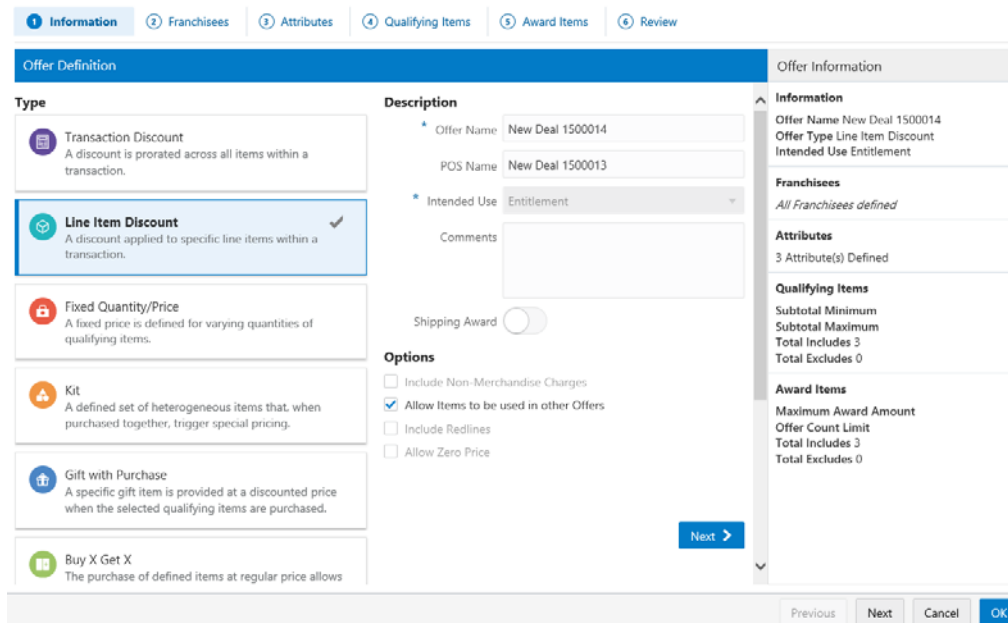 1 Information 2 Franchisees 3 Attributes 4 Qualifying Items 5 Award Items 6 Review
Offer Definition
Type
Transaction Discount
A discount is prorated across all items within a
transaction.
Line Item Discount
A discount applied to specific line items within a
transaction.
Fixed Quantity/Price
A fixed price is defined for varying quantities of
qualifying items.
Kit
A defined set of heterogeneous items that, when
purchased together, trigger special pricing.
Gift with Purchase
A specific gift item is provided at a discounted price
when the selected qualifying items are purchased.
Buy X Get X
The purchase of defined items at regular price allows
Description
* Offer Name New Deal 1500014
POS Name New Deal 1500013
* Intended Use Entitlement
Comments
Shipping Award
Options
Include Non-Merchandise Charges
Allow Items to be used in other Offers
Include Redlines
Allow Zero Price
Next
Offer Information
Information
Offer Name New Deal 1500014
Offer Type Line Item Discount
Intended Use Entitlement
Franchisees
All Franchisees defined
Attributes
3 Attribute(s) Defined
Qualifying Items
Subtotal Minimum
Subtotal Maximum
Total Includes 3
Total Excludes 0
Award Items
Maximum Award Amount
Offer Count Limit
Total Includes 3
Total Excludes 0
Previous Next Cancel OK